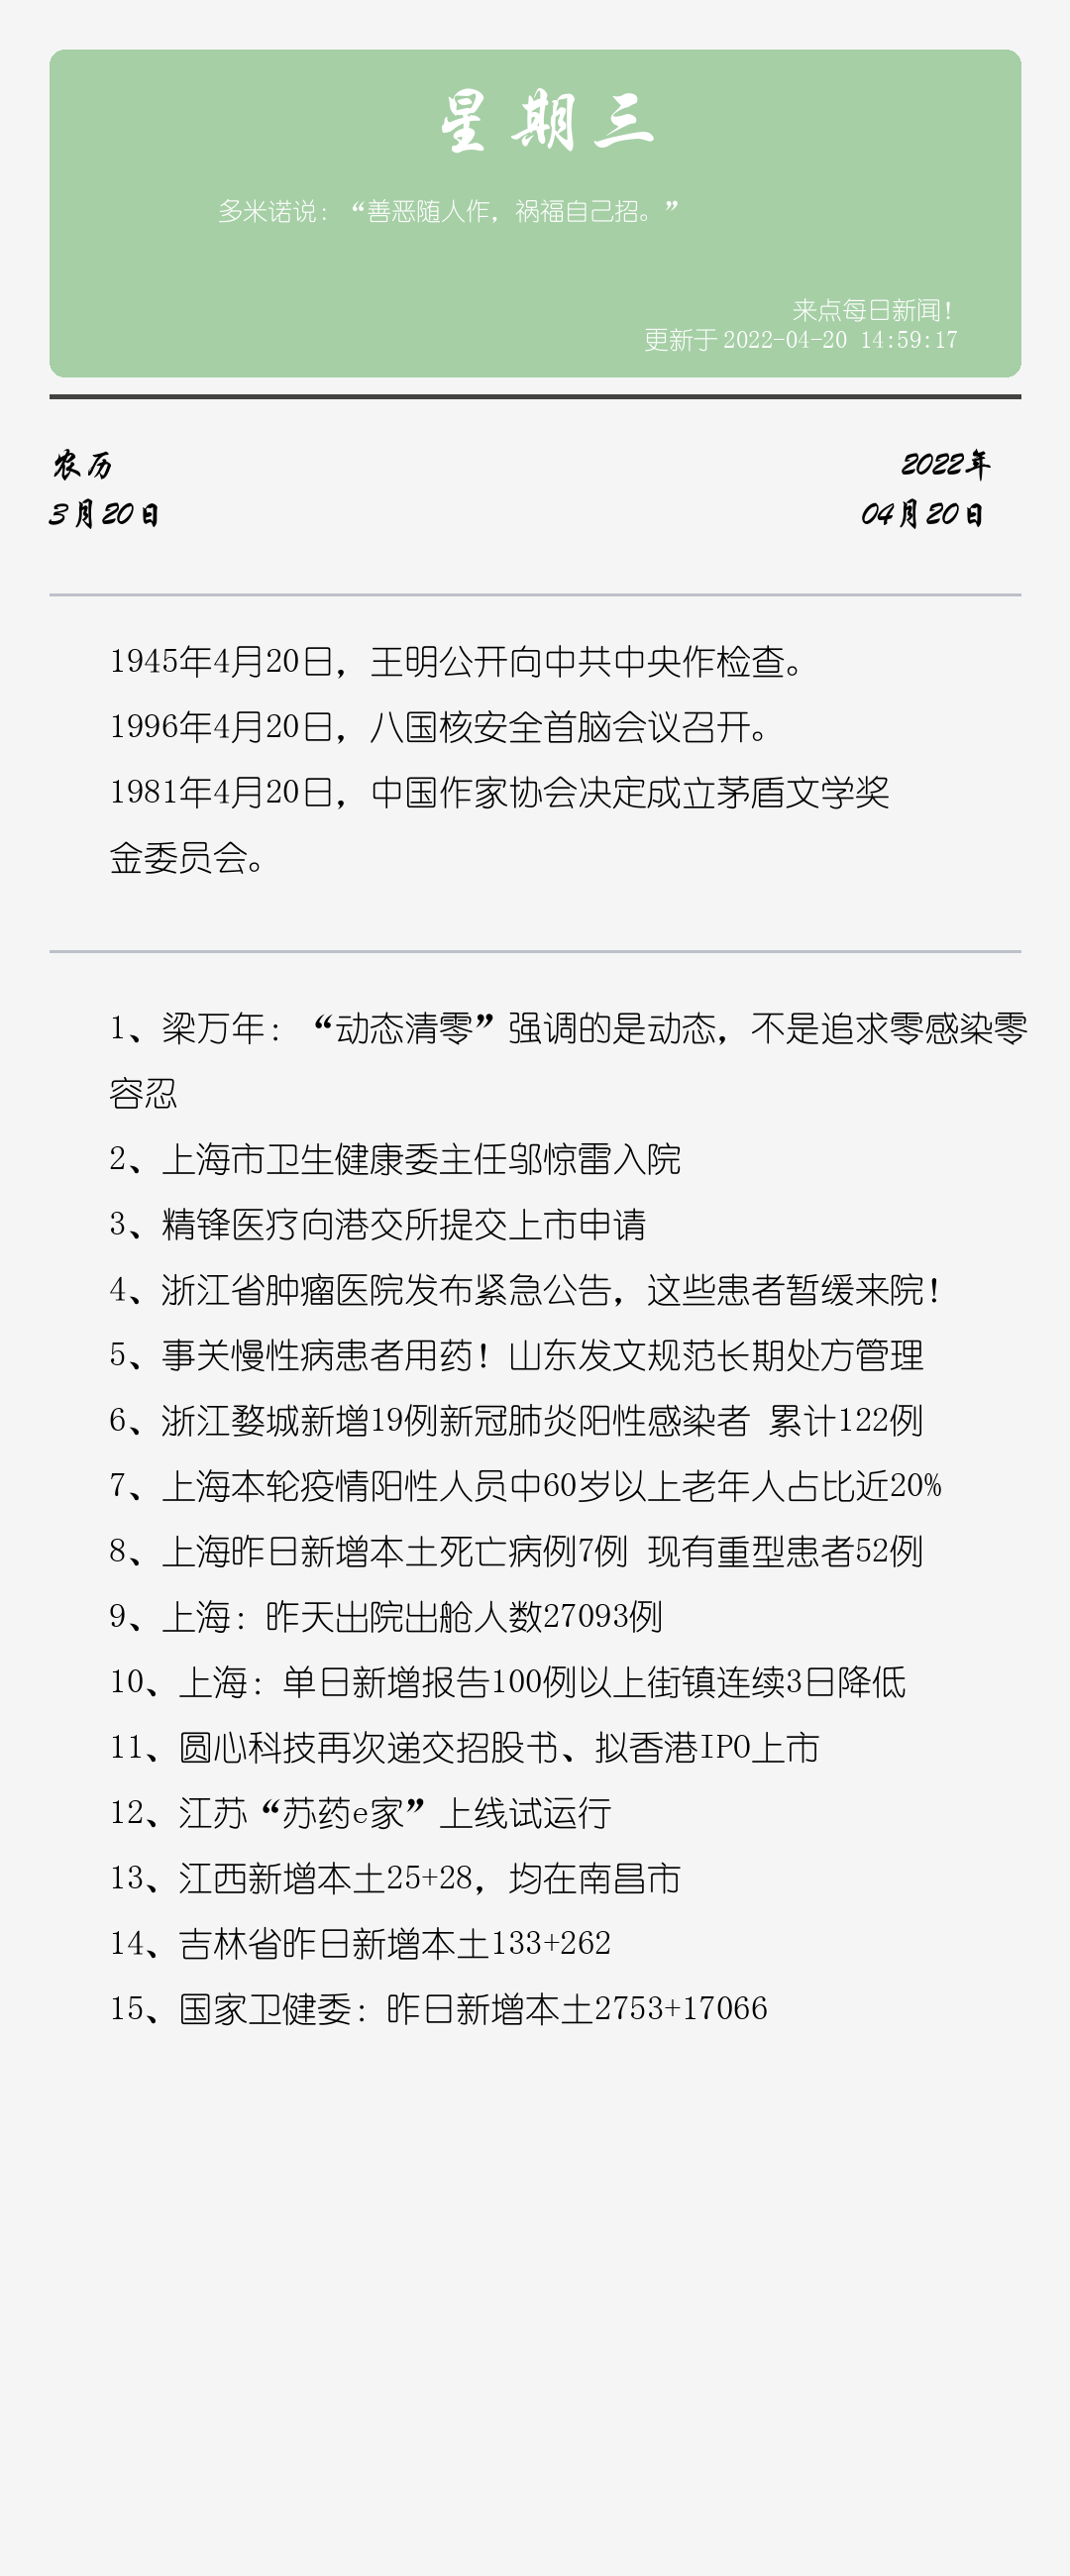 星期三
多米诺说：“善恶随人作，祸福自己招。”
来点每日新闻！
更新于2022-04-20 14:59:17
农历
2022年
3月20日
04月20日
1945年4月20日，王明公开向中共中央作检查。
1996年4月20日，八国核安全首脑会议召开。
1981年4月20日，中国作家协会决定成立茅盾文学奖
金委员会。
1、梁万年：“动态清零”强调的是动态，不是追求零感染零
容忍
2、上海市卫生健康委主任邬惊雷入院
3、精锋医疗向港交所提交上市申请
4、浙江省肿瘤医院发布紧急公告，这些患者暂缓来院！
5、事关慢性病患者用药！山东发文规范长期处方管理
6、浙江婺城新增19例新冠肺炎阳性感染者 累计122例
7、上海本轮疫情阳性人员中60岁以上老年人占比近20%
8、上海昨日新增本土死亡病例7例 现有重型患者52例
9、上海：昨天出院出舱人数27093例
10、上海：单日新增报告100例以上街镇连续3日降低
11、圆心科技再次递交招股书、拟香港IPO上市
12、江苏“苏药e家”上线试运行
13、江西新增本土25+28，均在南昌市
14、吉林省昨日新增本土133+262
15、国家卫健委：昨日新增本土2753+17066